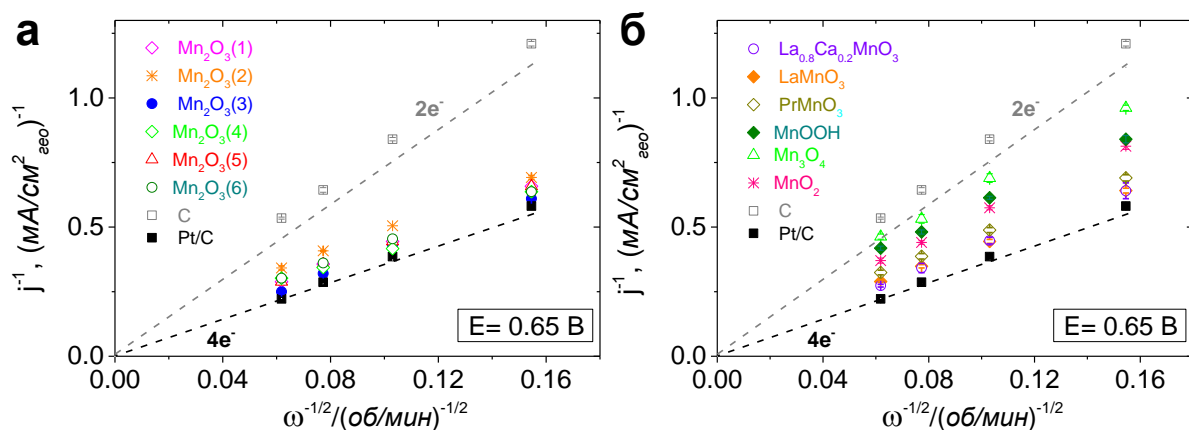 а
Mn₂O₃(1)
Mn₂O₃(2)
Mn₂O₃(3)
Mn₂O₃(4)
Mn₂O₃(5)
Mn₂O₃(6)
C
Pt/C
2e⁻
4e⁻
E= 0.65 В
1.0
0.5
0.0
0.00 0.04 0.08 0.12 0.16
j⁻¹ , (мА/см²гео)⁻¹
ω⁻¹/²/(об/мин)⁻¹/²
б
La₀.₈Ca₀.₂MnO₃
LaMnO₃
PrMnO₃
MnOOH
Mn₃O₄
MnO₂
C
Pt/C
2e⁻
4e⁻
E= 0.65 В
1.0
0.5
0.0
0.00 0.04 0.08 0.12 0.16
j⁻¹ , (мА/см²гео)⁻¹
ω⁻¹/²/(об/мин)⁻¹/²